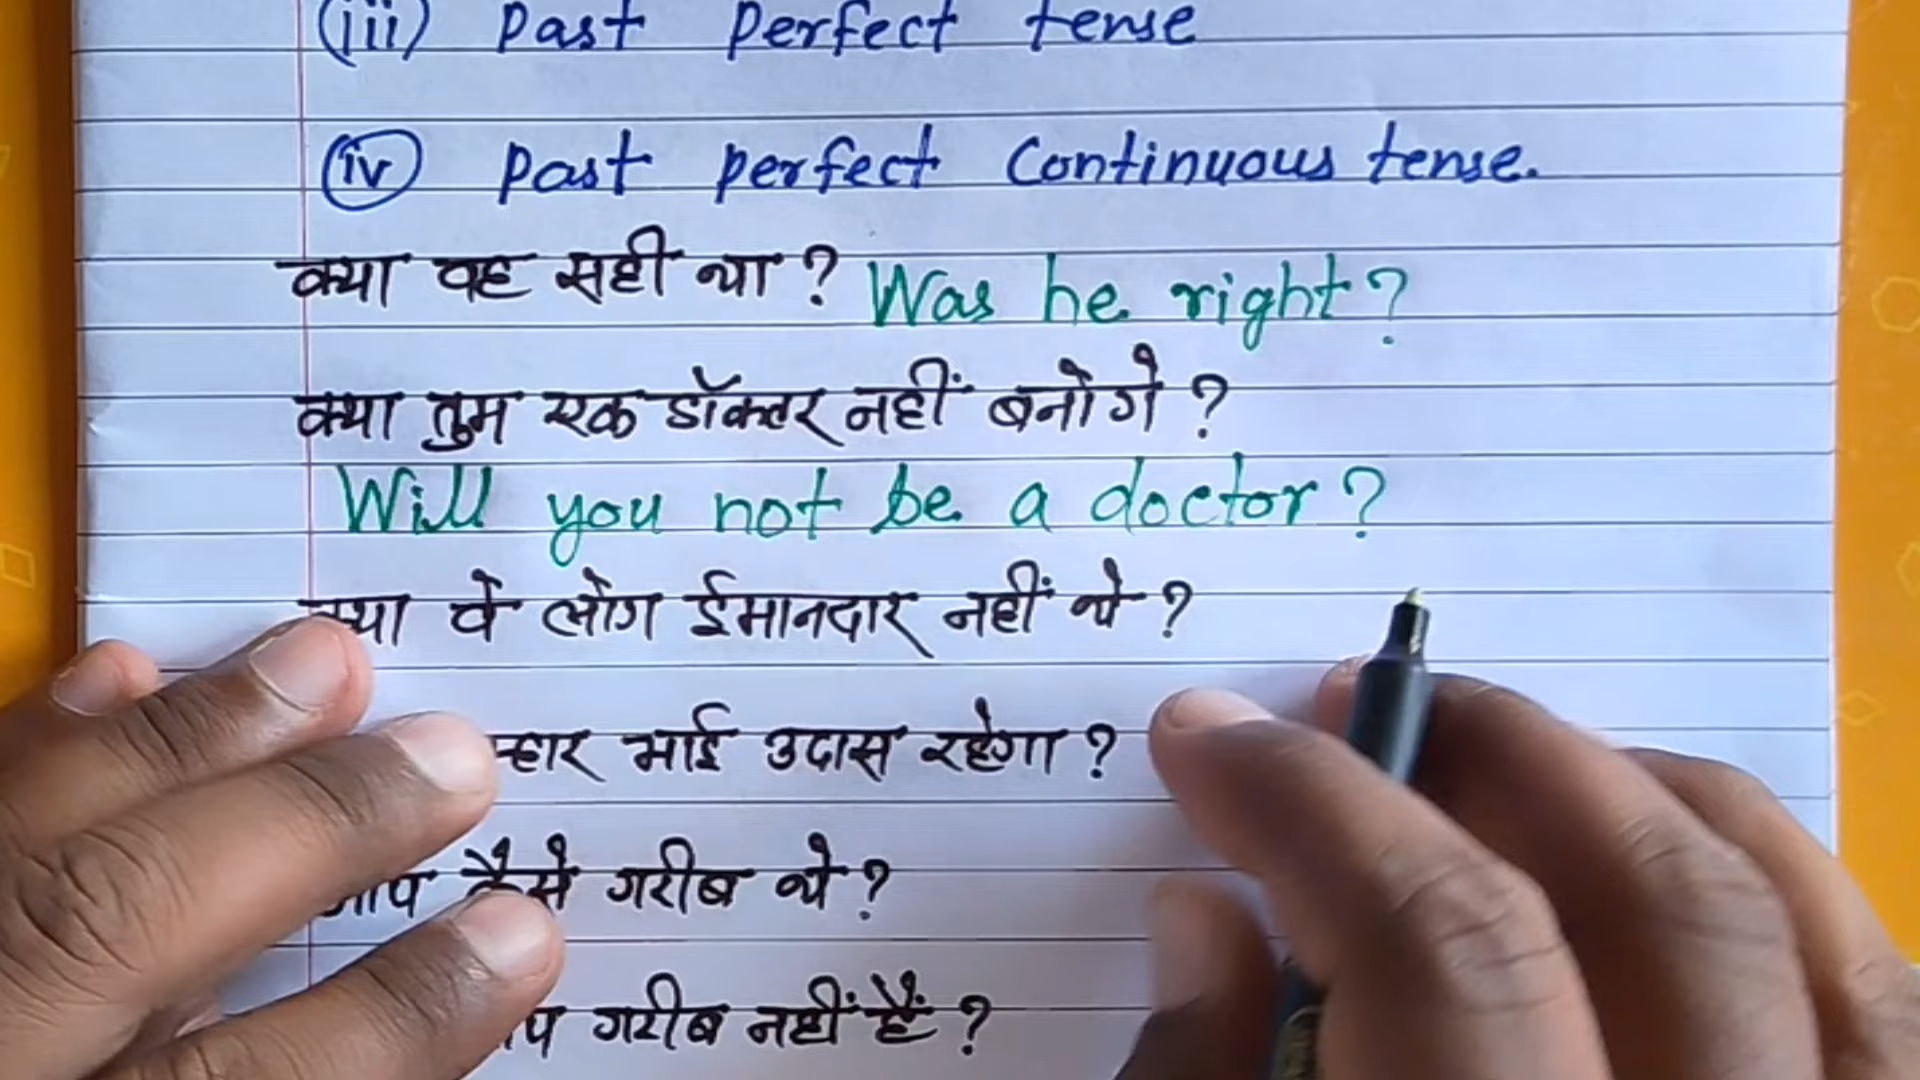 (iii) past perfect tense
(iv) past perfect Continuous tense.
क्या वह सही था ? Was he right ?
क्या तुम एक डॉक्टर नहीं बनोगे ?
Will you not be a doctor ?
क्या वे लोग ईमानदार नहीं थे ?
भाई उदास रहेगा ?
आप कैसे गरीब थे ?
गरीब नहीं हैं ?